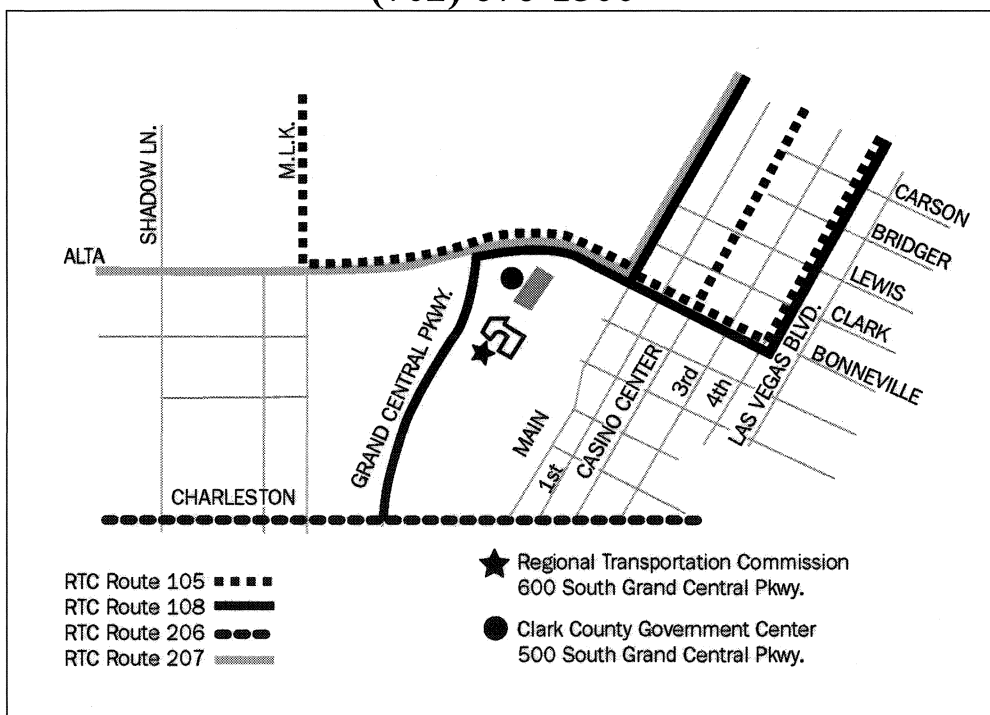 SHADOW LN.
M.L.K.
ALTA
CARSON
BRIDGER
LEWIS
CLARK
BONNEVILLE
GRAND CENTRAL PKWY.
MAIN
1st
CASINO CENTER
3rd
4th
LAS VEGAS BLVD.
CHARLESTON
RTC Route 105
RTC Route 108
RTC Route 206
RTC Route 207
Regional Transportation Commission
600 South Grand Central Pkwy.
Clark County Government Center
500 South Grand Central Pkwy.